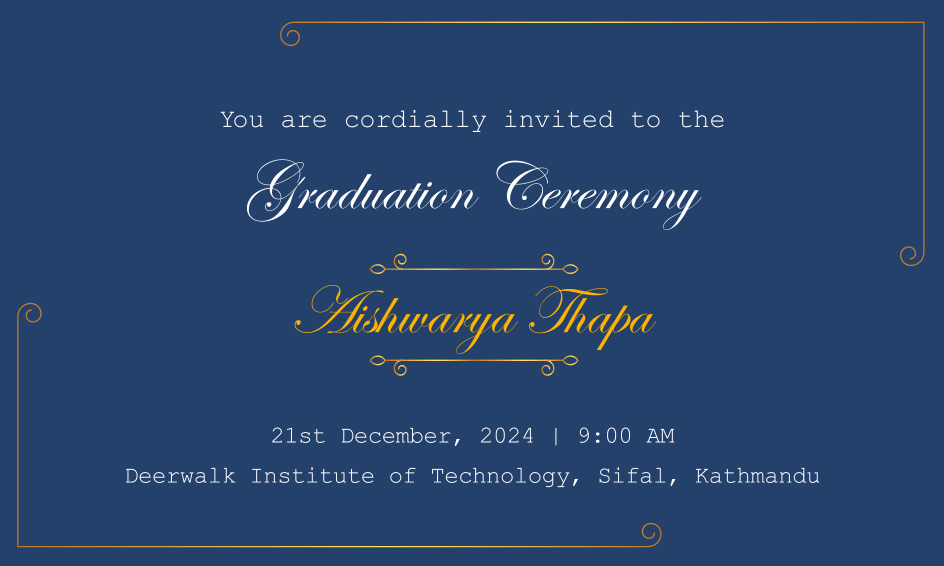 You are cordially invited to the
Graduation Ceremony
Aishwarya Thapa
21st December, 2024 | 9:00 AM
Deerwalk Institute of Technology, Sifal, Kathmandu